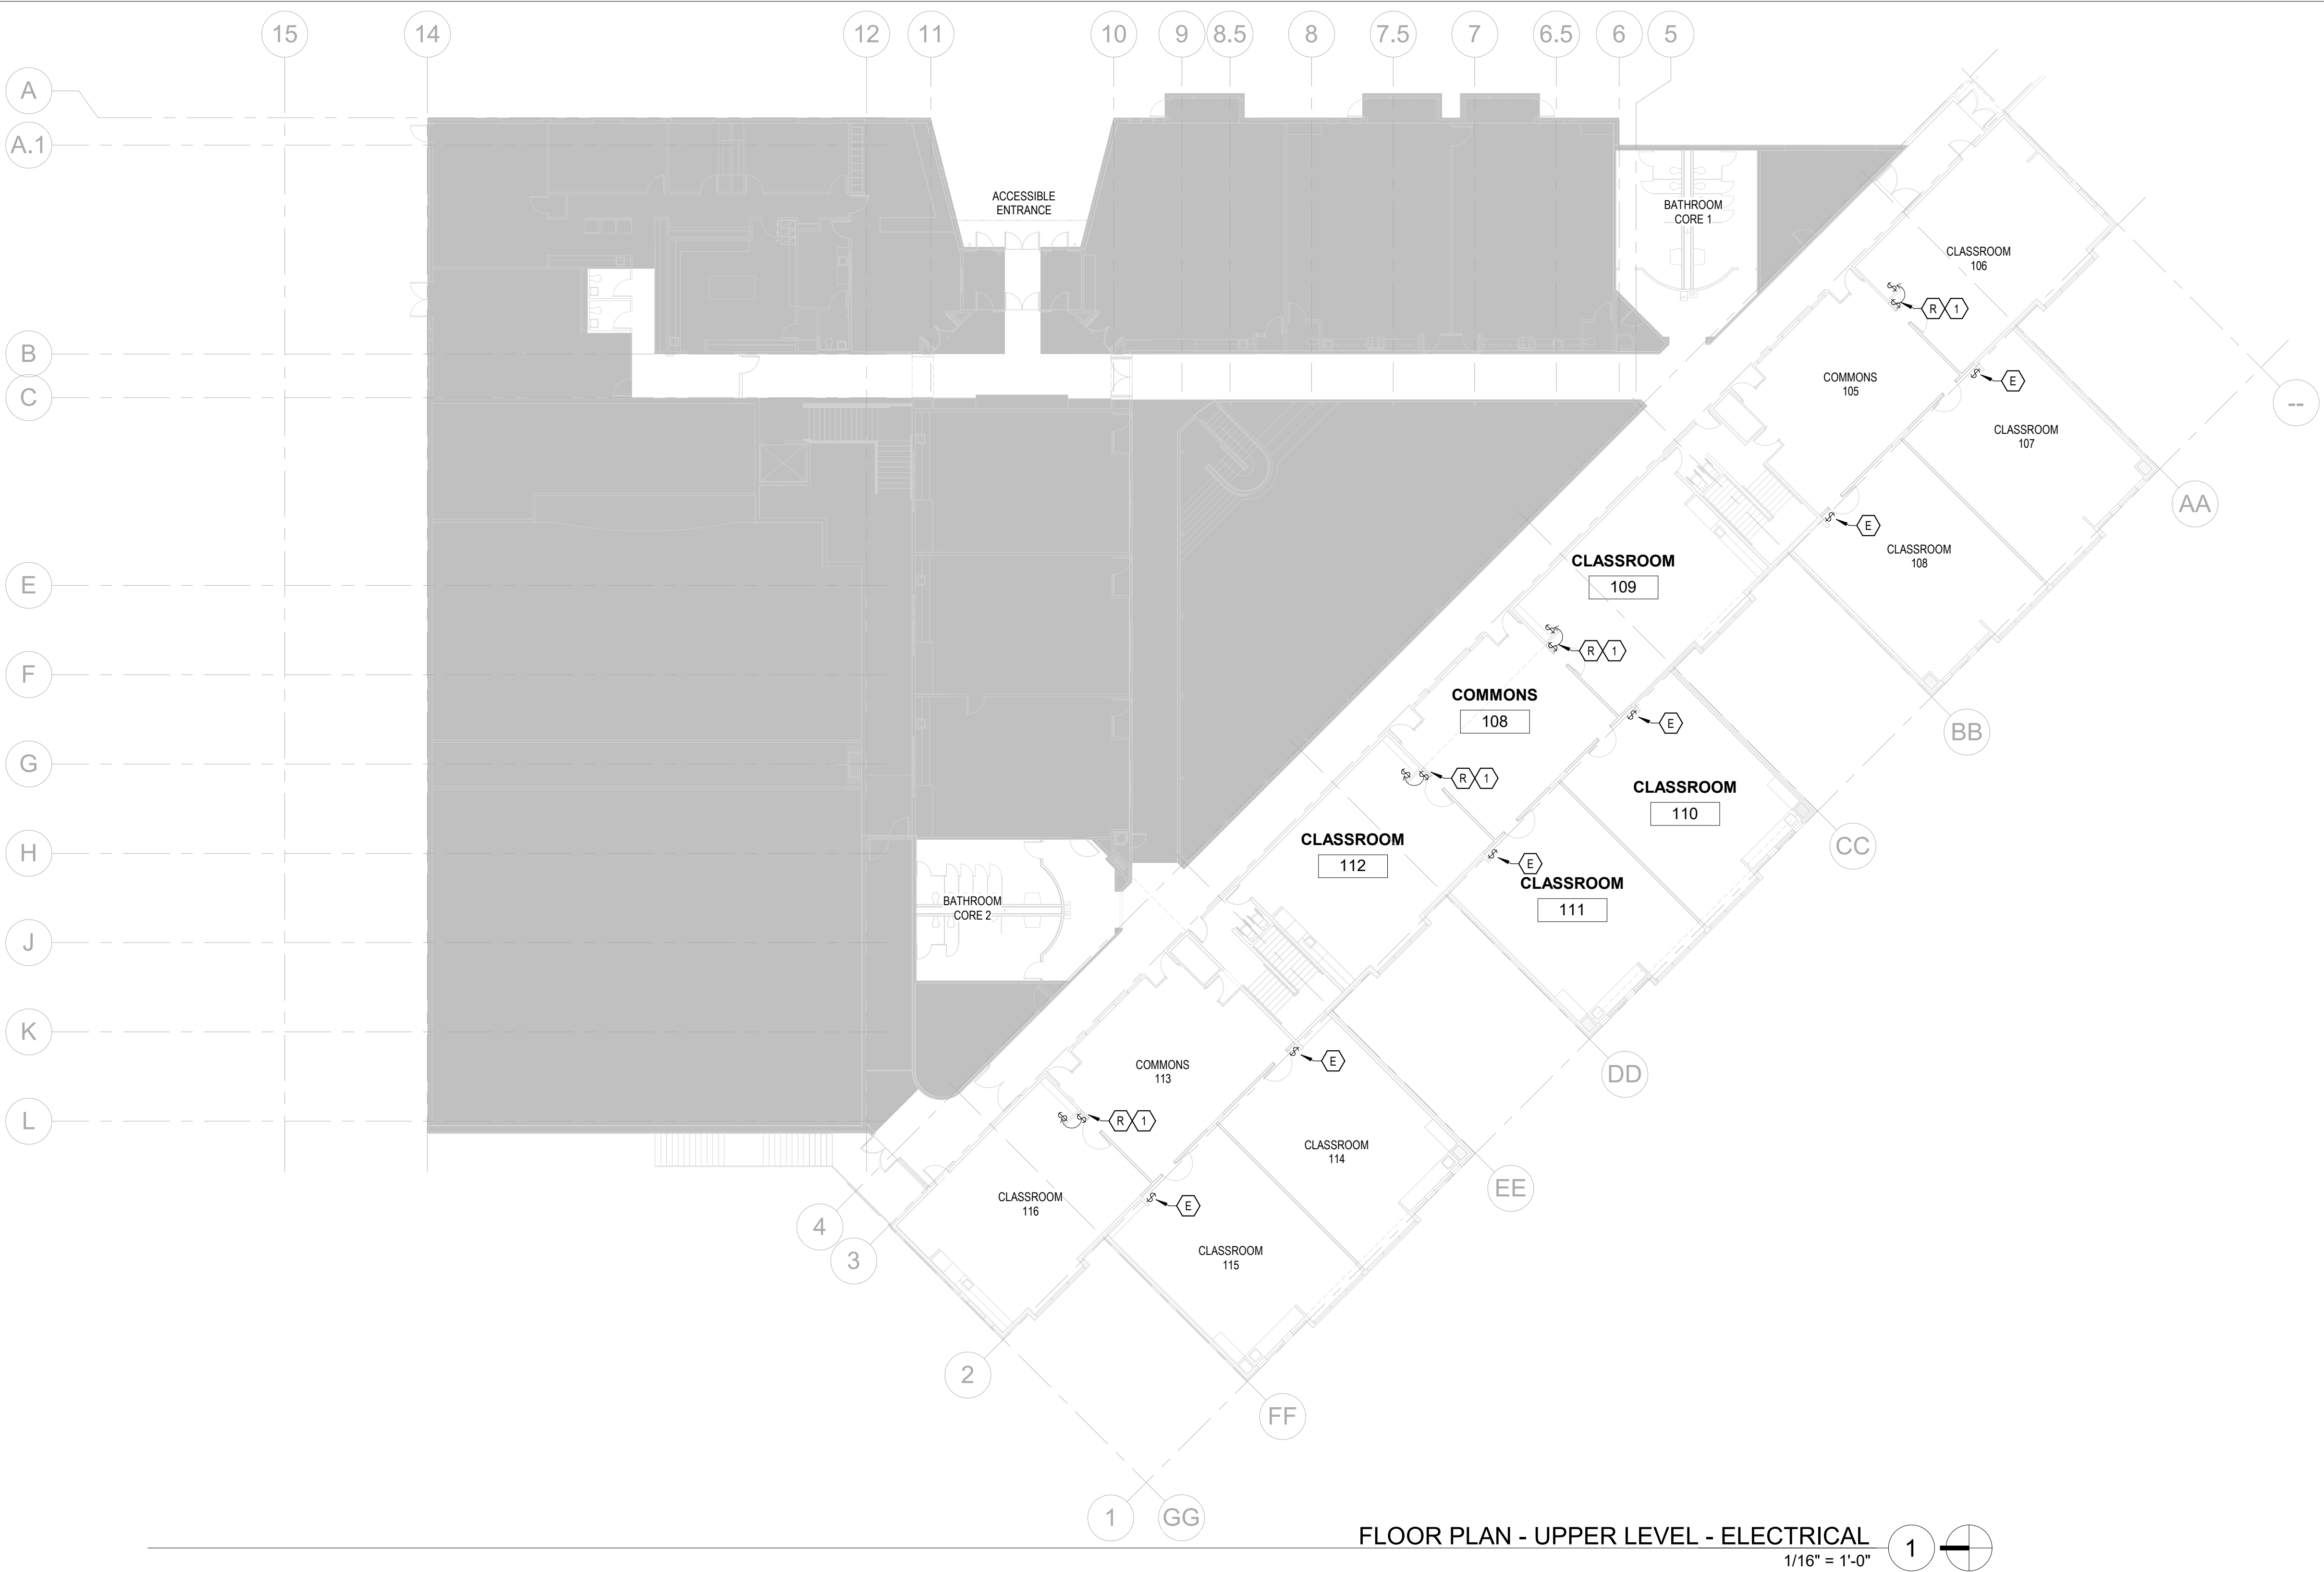 15
14
12
11
10
9
8.5
8
7.5
7
6.5
6
5
A
A.1
B
C
E
F
G
H
J
K
L
ACCESSIBLE
ENTRANCE
BATHROOM
CORE 1
CLASSROOM
106
R
1
E
COMMONS
105
CLASSROOM
107
--
AA
E
CLASSROOM
108
CLASSROOM
109
R
1
COMMONS
108
E
BB
R
1
CLASSROOM
110
CLASSROOM
112
CC
E
CLASSROOM
111
BATHROOM
CORE 2
E
DD
COMMONS
113
R
1
CLASSROOM
114
EE
CLASSROOM
116
E
4
3
CLASSROOM
115
2
FF
1
GG
FLOOR PLAN - UPPER LEVEL - ELECTRICAL
1
1/16" = 1'-0"